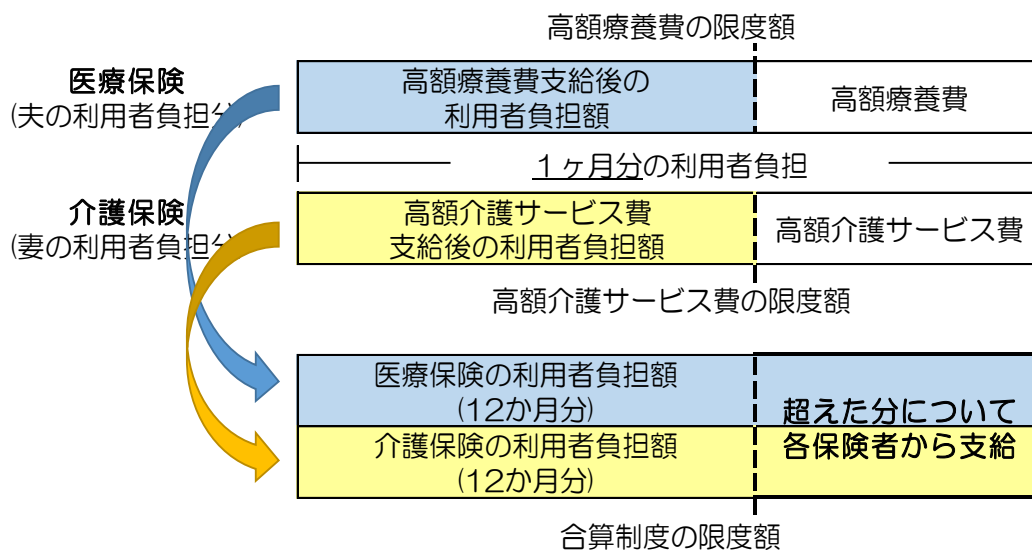 高額療養費の限度額
医療保険
(夫の利用者負担分)
高額療養費支給後の
利用者負担額
高額療養費
１ヶ月分の利用者負担
介護保険
(妻の利用者負担分)
高額介護サービス費
支給後の利用者負担額
高額介護サービス費
高額介護サービス費の限度額
医療保険の利用者負担額
(12か月分)
介護保険の利用者負担額
(12か月分)
超えた分について
各保険者から支給
合算制度の限度額